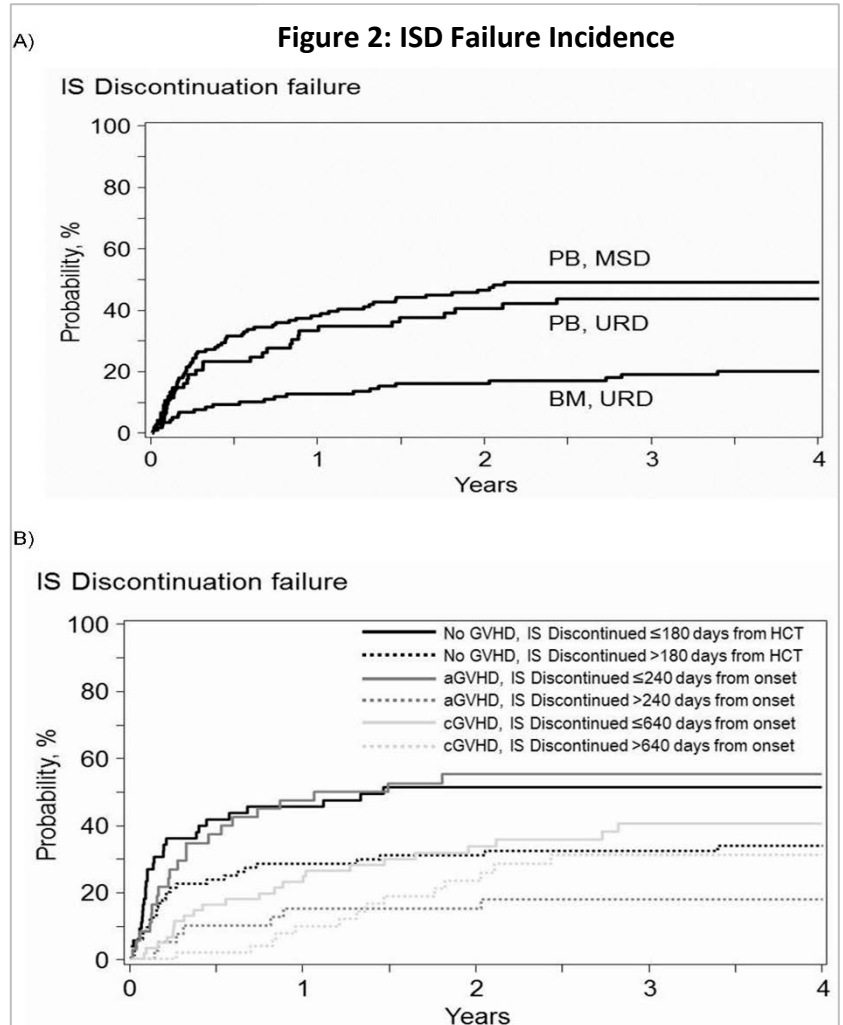 Figure 2: ISD Failure Incidence
A)
IS Discontinuation failure
100
80
60
40
20
0
Probability, %
PB, MSD
PB, URD
BM, URD
0 1 2 3 4
Years
B)
IS Discontinuation failure
100
80
60
40
20
0
Probability, %
No GVHD, IS Discontinued ≤180 days from HCT
No GVHD, IS Discontinued >180 days from HCT
aGVHD, IS Discontinued ≤240 days from onset
aGVHD, IS Discontinued >240 days from onset
cGVHD, IS Discontinued ≤640 days from onset
cGVHD, IS Discontinued >640 days from onset
0 1 2 3 4
Years